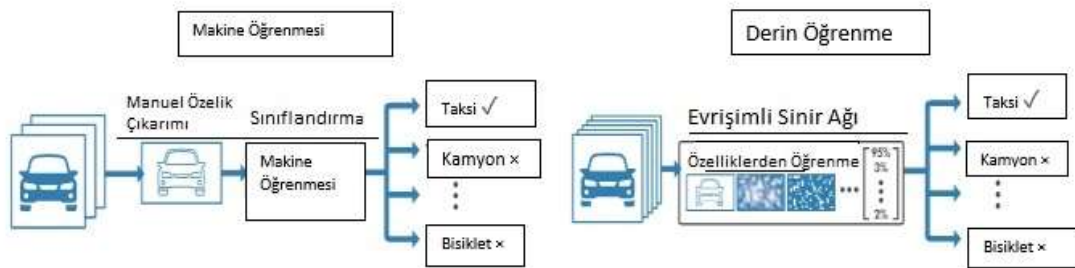 Makine Öğrenmesi
Manuel Özelik
Çıkarımı
Sınıflandırma
Makine
Öğrenmesi
Taksi ✓
Kamyon ×
⋮
Bisiklet ×
Derin Öğrenme
Evrişimli Sinir Ağı
Özelliklerden Öğrenme
•••
95%
3%
⋮
2%
Taksi ✓
Kamyon ×
⋮
Bisiklet ×